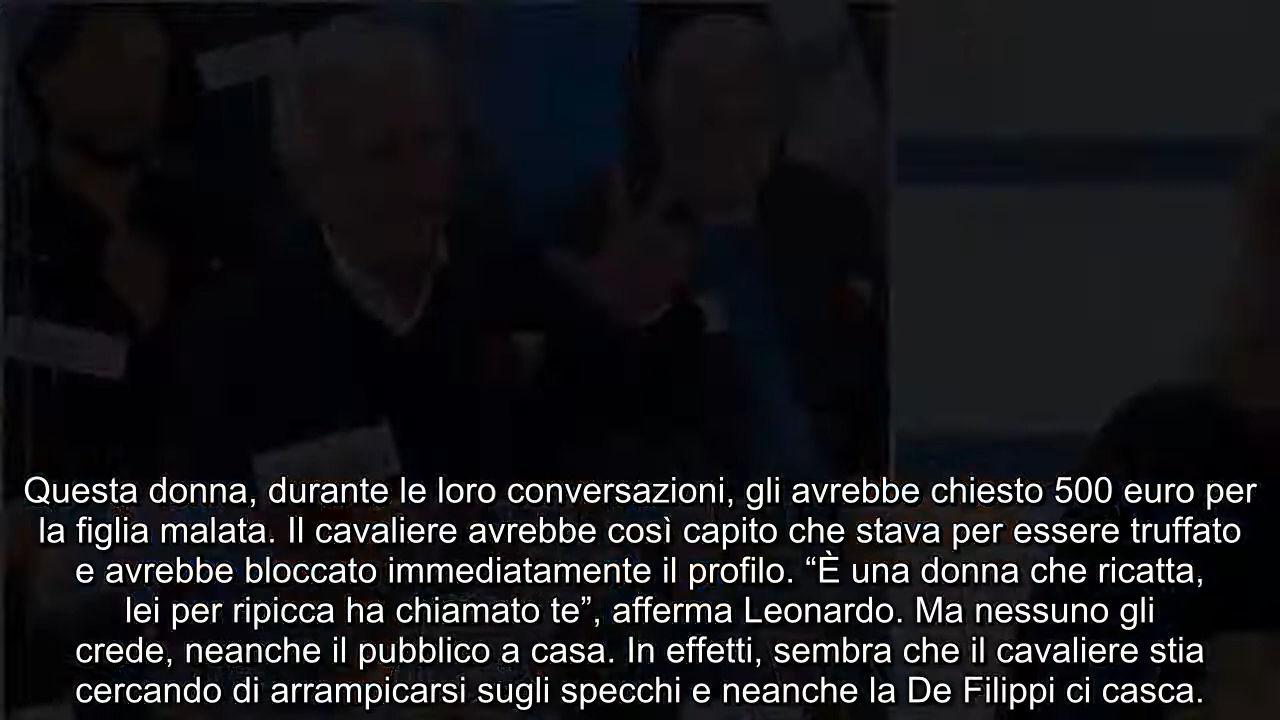 Questa donna, durante le loro conversazioni, gli avrebbe chiesto 500 euro per
la figlia malata. Il cavaliere avrebbe così capito che stava per essere truffato
e avrebbe bloccato immediatamente il profilo. “È una donna che ricatta,
lei per ripicca ha chiamato te”, afferma Leonardo. Ma nessuno gli
crede, neanche il pubblico a casa. In effetti, sembra che il cavaliere stia
cercando di arrampicarsi sugli specchi e neanche la De Filippi ci casca.